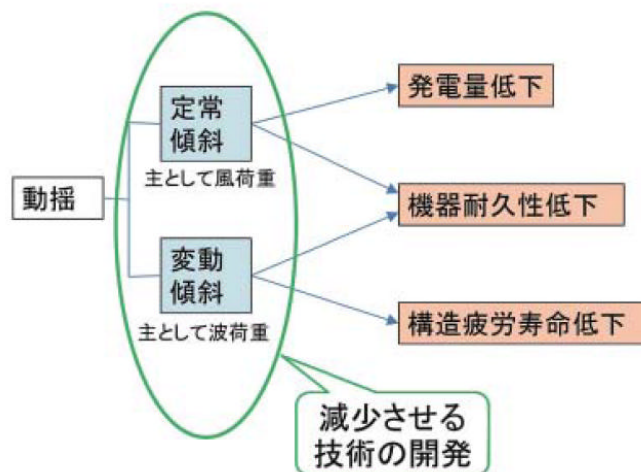 動揺
定常
傾斜
主として風荷重
変動
傾斜
主として波荷重
発電量低下
機器耐久性低下
構造疲労寿命低下
減少させる
技術の開発